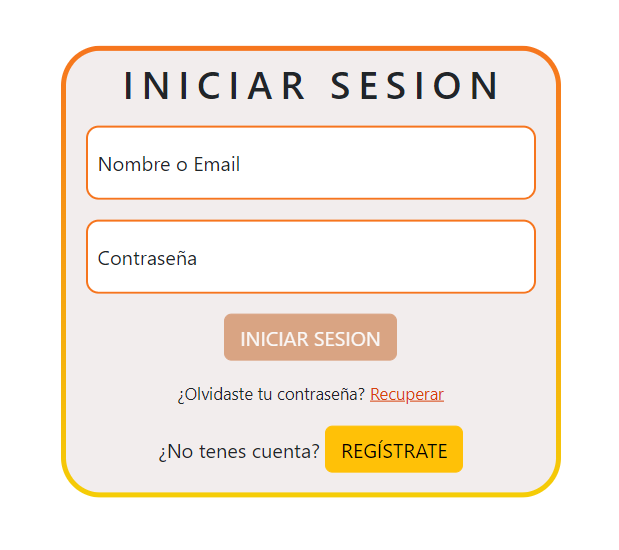 INICIAR SESION
Nombre o Email
Contraseña
INICIAR SESION
¿Olvidaste tu contraseña? Recuperar
¿No tenes cuenta? REGÍSTRATE